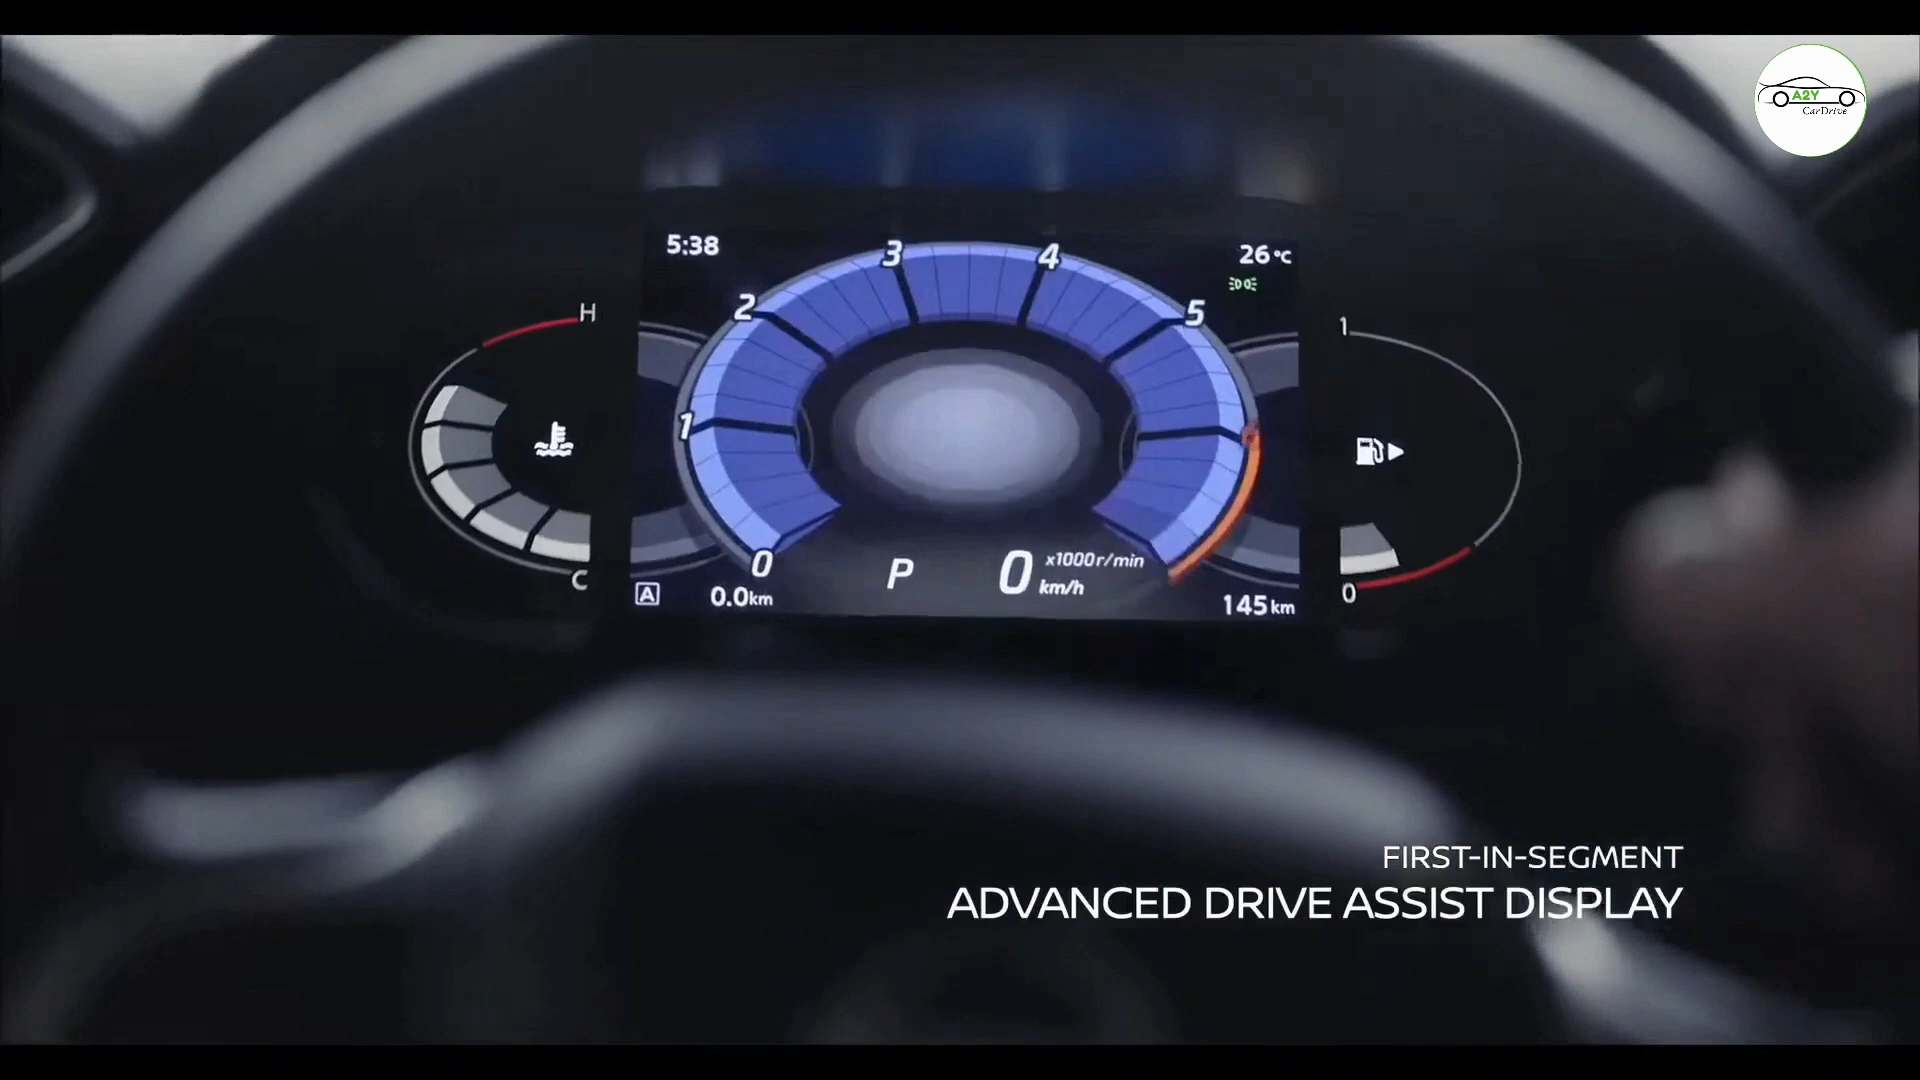 A2Y
CarDrive
5:38
26°C
3
4
2
5
H
1
1
6
0
P
0
x1000r/min
km/h
C
A
0.0km
145km
0
FIRST-IN-SEGMENT
ADVANCED DRIVE ASSIST DISPLAY